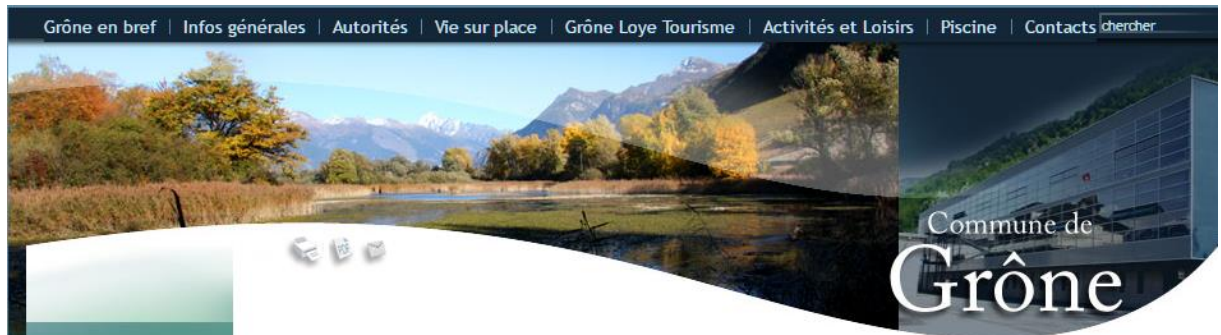 Grône en bref | Infos générales | Autorités | Vie sur place | Grône Loye Tourisme | Activités et Loisirs | Piscine | Contacts chercher
PDF
Commune de
Grône